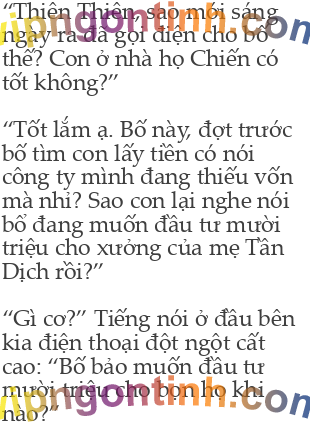 “Thiên Thiên, sao mới sáng
ngày ra đã gọi điện cho bố
thế? Con ở nhà họ Chiến có
tốt không?”
“Tốt lắm ạ. Bố này, đợt trước
bố tìm con lấy tiền có nói
công ty mình đang thiếu vốn
mà nhỉ? Sao con lại nghe nói
bổ đang muốn đầu tư mười
triệu cho xưởng của mẹ Tần
Dịch rồi?”
“Gì cơ?” Tiếng nói ở đầu bên
kia điện thoại đột ngột cất
cao: “Bố bảo muốn đầu tư
mười triệu cho bọn họ khi
nào?”
vipngontinh.com
vipngontinh.com